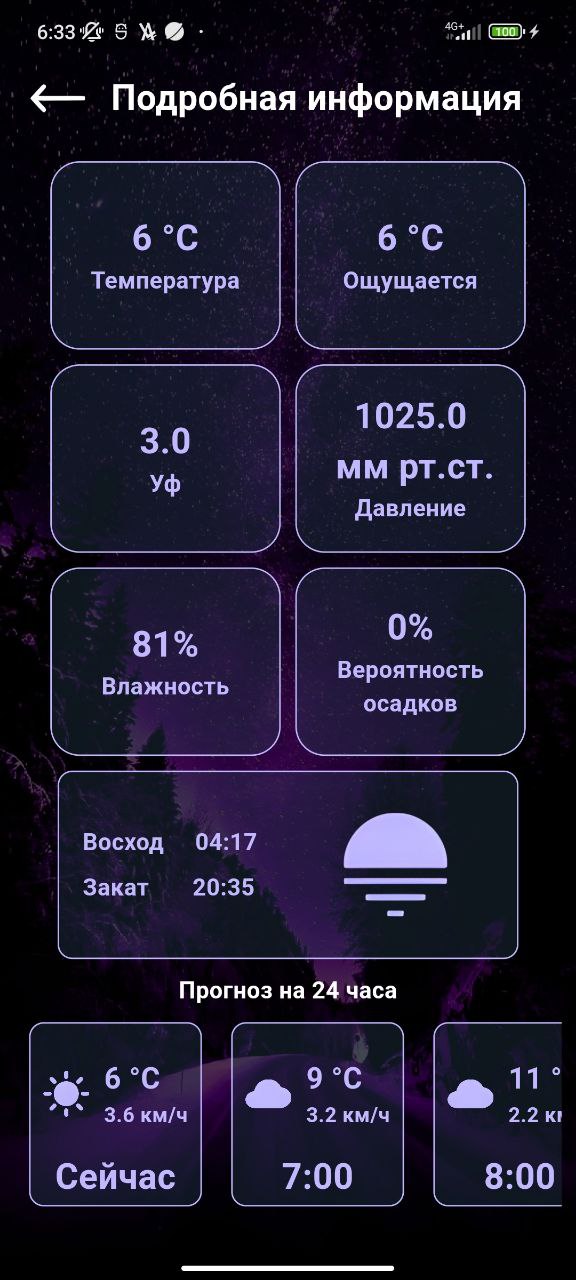 6:33
4G+
100
Подробная информация
6 °C
Температура
6 °C
Ощущается
3.0
Уф
1025.0
мм рт.ст.
Давление
81%
Влажность
0%
Вероятность
осадков
Восход 04:17
Закат 20:35
Прогноз на 24 часа
6 °C
3.6 км/ч
Сейчас
9 °C
3.2 км/ч
7:00
11 °
2.2 к
8:00